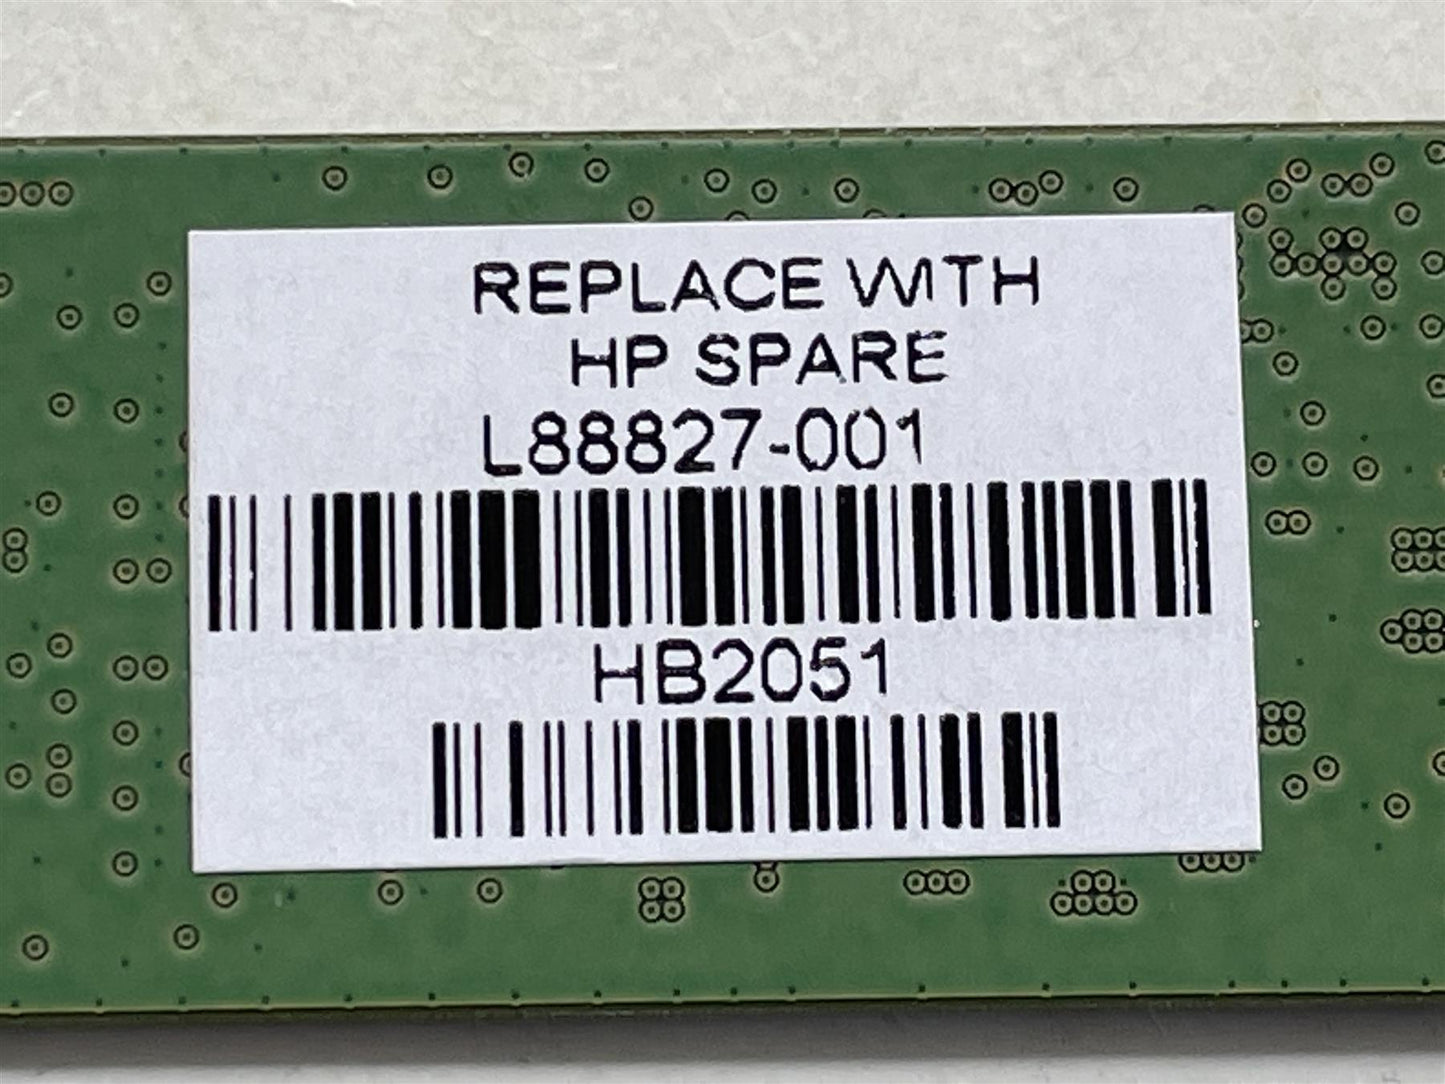 REPLACE WITH
HP SPARE
L88827-001
HB2051